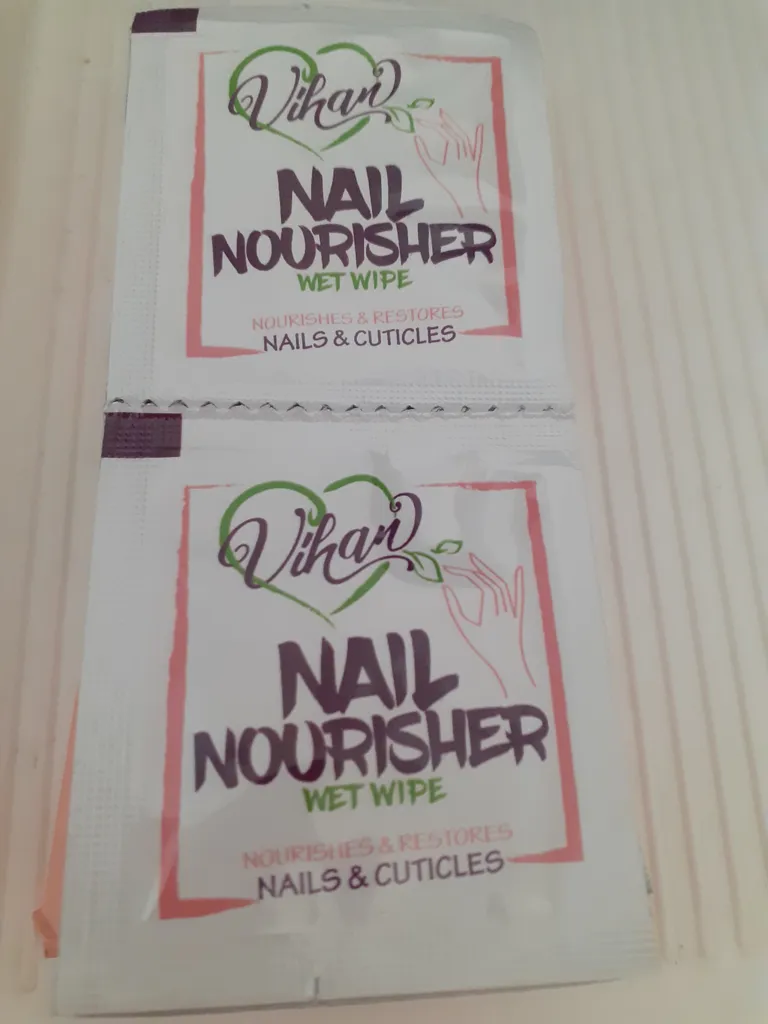 Vihan
NAIL
NOURISHER
WET WIPE
NOURISHES & RESTORES
NAILS & CUTICLES
Vihan
NAIL
NOURISHER
WET WIPE
NOURISHES & RESTORES
NAILS & CUTICLES